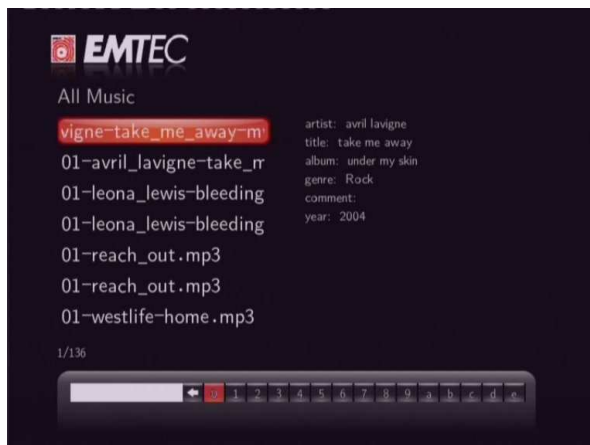 EMTEC
All Music
vigne-take_me_away-m
01-avril_lavigne-take_m
01-leona_lewis-bleeding
01-leona_lewis-bleeding
01-reach_out.mp3
01-reach_out.mp3
01-westlife-home.mp3
artist: avril lavigne
title: take me away
album: under my skin
genre: Rock
comment:
year: 2004
1/136
0 1 2 3 4 5 6 7 8 9 a b c d e